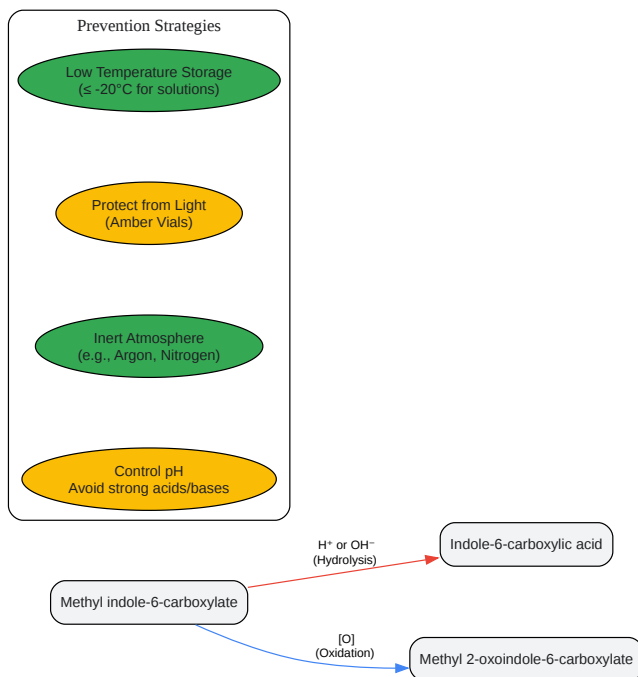 Prevention Strategies
Low Temperature Storage
(≤ -20°C for solutions)
Protect from Light
(Amber Vials)
Inert Atmosphere
(e.g., Argon, Nitrogen)
Control pH
Avoid strong acids/bases
H⁺ or OH⁻
(Hydrolysis)
Indole-6-carboxylic acid
Methyl indole-6-carboxylate
[O]
(Oxidation)
Methyl 2-oxoindole-6-carboxylate